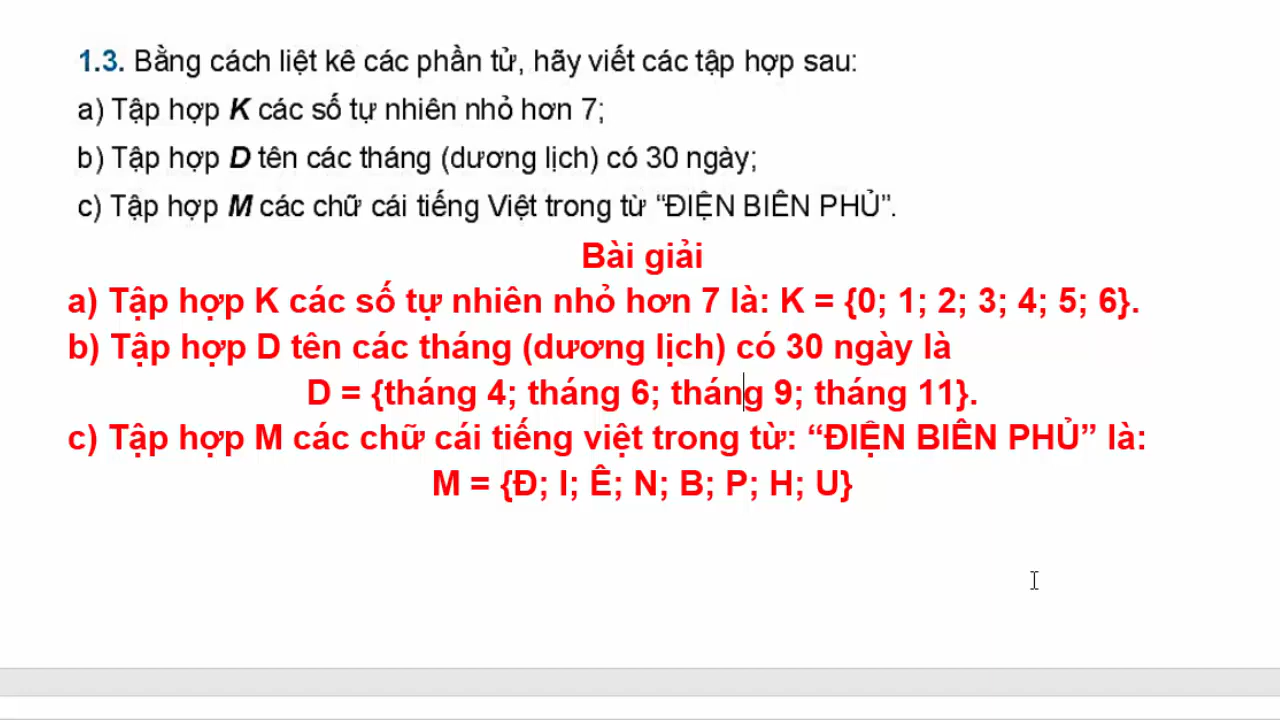 1.3. Bằng cách liệt kê các phần tử, hãy viết các tập hợp sau:
a) Tập hợp K các số tự nhiên nhỏ hơn 7;
b) Tập hợp D tên các tháng (dương lịch) có 30 ngày;
c) Tập hợp M các chữ cái tiếng Việt trong từ “ĐIỆN BIÊN PHỦ”.
Bài giải
a) Tập hợp K các số tự nhiên nhỏ hơn 7 là: K = {0; 1; 2; 3; 4; 5; 6}.
b) Tập hợp D tên các tháng (dương lịch) có 30 ngày là
D = {tháng 4; tháng 6; tháng 9; tháng 11}.
c) Tập hợp M các chữ cái tiếng việt trong từ: “ĐIỆN BIÊN PHỦ” là:
M = {Đ; I; Ê; N; B; P; H; U}